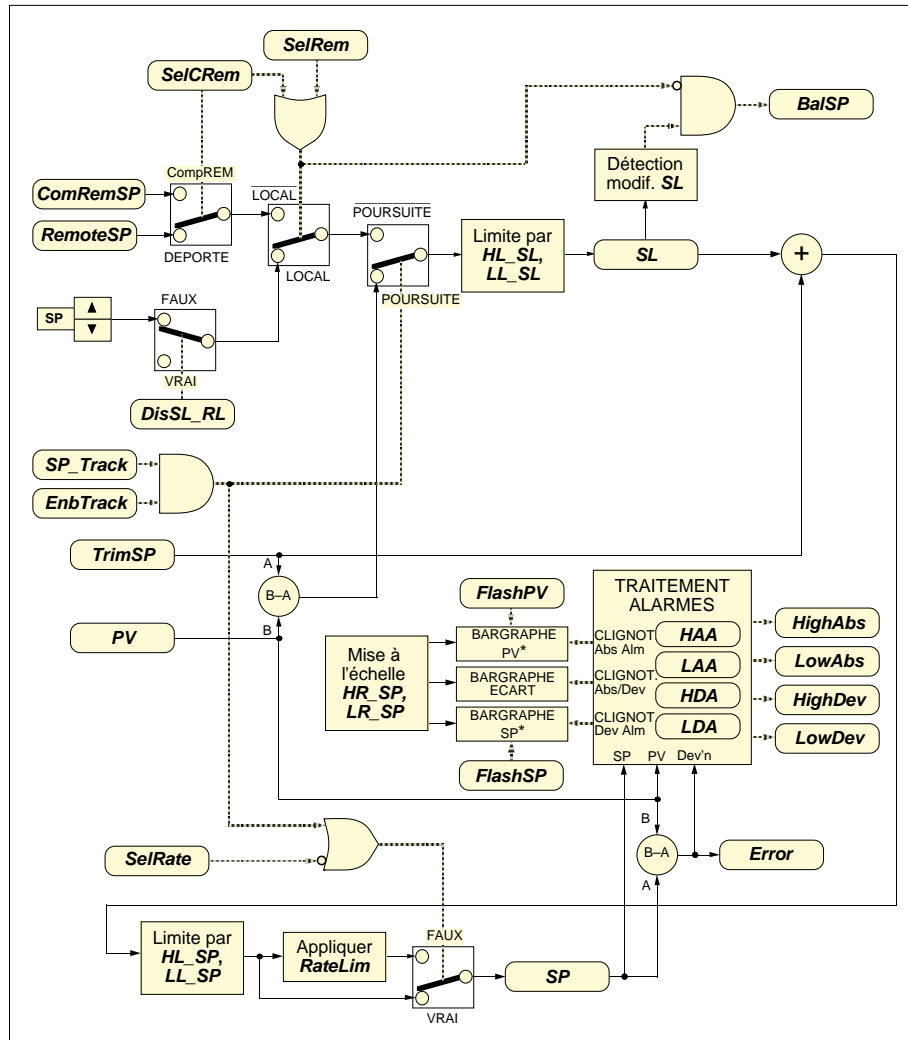 SelRem
SelCRem
BalSP
CompREM
ComRemSP
RemoteSP
DEPORTE
LOCAL
LOCAL
POURSUITE
POURSUITE
Limite par
HL_SL,
LL_SL
Détection
modif. SL
SL
+
SP
▲
▼
FAUX
VRAI
DisSL_RL
SP_Track
EnbTrack
TrimSP
A
B–A
B
PV
FlashPV
Mise à
l'échelle
HR_SP,
LR_SP
BARGRAPHE
PV*
BARGRAPHE
ECART
BARGRAPHE
SP*
FlashSP
TRAITEMENT
ALARMES
CLIGNOT
Abs Alm
CLIGNOT.
Abs/Dev
CLIGNOT
Dev Alm
HAA
LAA
HDA
LDA
SP PV Dev'n
HighAbs
LowAbs
HighDev
LowDev
B
B–A
A
Error
SelRate
Limite par
HL_SP,
LL_SP
Appliquer
RateLim
FAUX
VRAI
SP